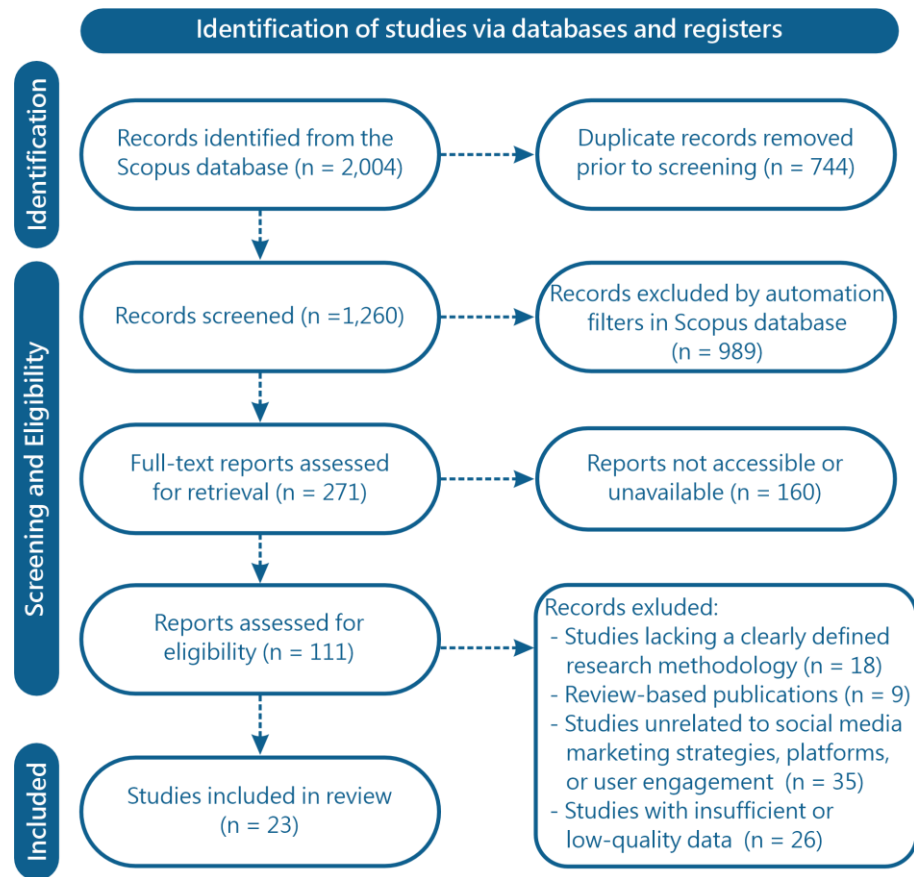 Identification of studies via databases and registers
Identification
Records identified from the
Scopus database (n = 2,004)
Duplicate records removed
prior to screening (n = 744)
Screening and Eligibility
Records screened (n =1,260)
Records excluded by automation
filters in Scopus database
(n = 989)
Full-text reports assessed
for retrieval (n = 271)
Reports not accessible or
unavailable (n = 160)
Reports assessed for
eligibility (n = 111)
Records exluded:
- Studies lacking a clearly defined
research methodology (n = 18)
- Review-based publications (n = 9)
- Studies unrelated to social media
marketing strategies, platforms,
or user engagement (n = 35)
- Studies with insufficient or
low-quality data (n = 26)
Included
Studies included in review
(n = 23)